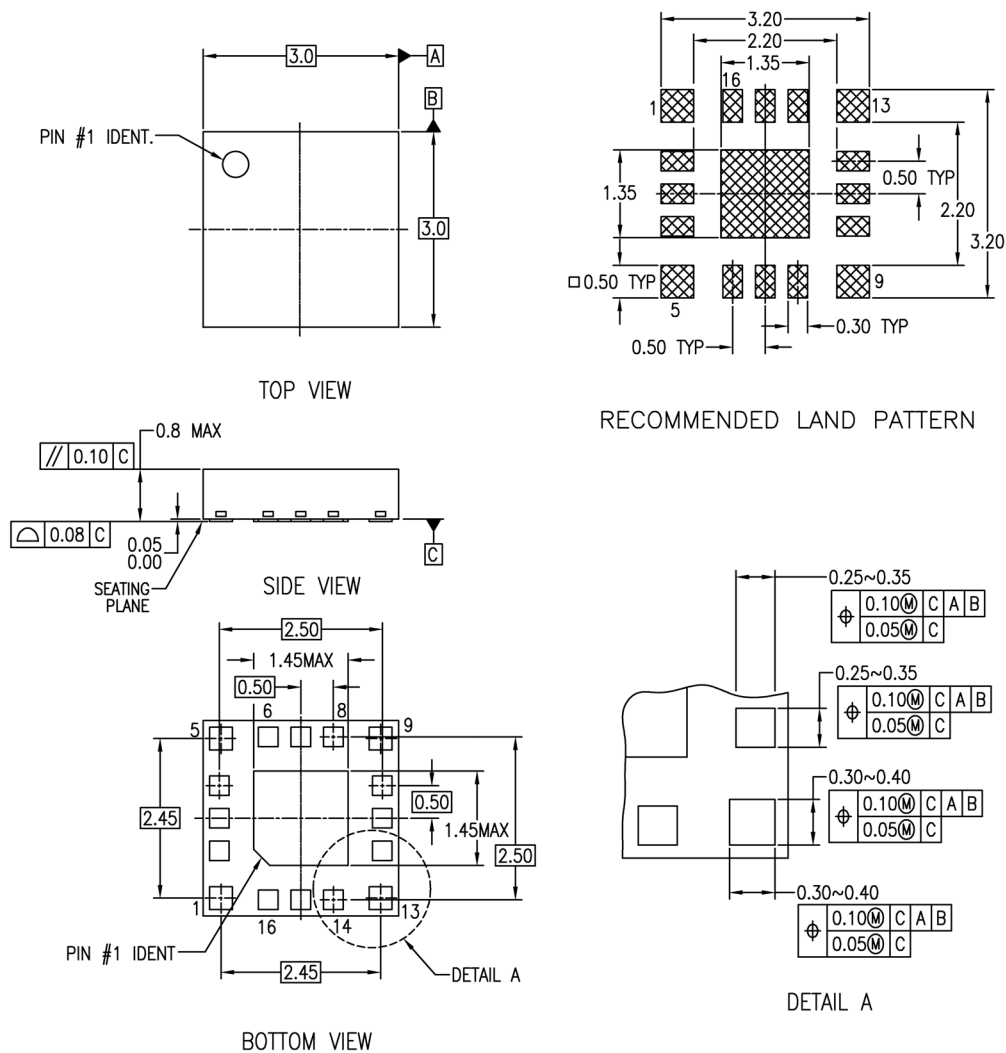 3.0 A
B
PIN #1 IDENT.
3.0
TOP VIEW
3.20
2.20
1.35
16
1 13
0.50 TYP
1.35
2.20
3.20
□0.50 TYP
9
5
0.30 TYP
0.50 TYP
RECOMMENDED LAND PATTERN
0.8 MAX
// 0.10 C
⌓ 0.08 C
0.05
0.00
C
SEATING
PLANE
SIDE VIEW
2.50
1.45MAX
0.50
6 8
5 9
0.50
2.45
1.45MAX
2.50
1 13
16 14
PIN #1 IDENT
2.45
DETAIL A
BOTTOM VIEW
0.25~0.35
⌖ 0.10Ⓜ C A B
0.05Ⓜ C
0.25~0.35
⌖ 0.10Ⓜ C A B
0.05Ⓜ C
0.30~0.40
⌖ 0.10Ⓜ C A B
0.05Ⓜ C
0.30~0.40
⌖ 0.10Ⓜ C A B
0.05Ⓜ C
DETAIL A